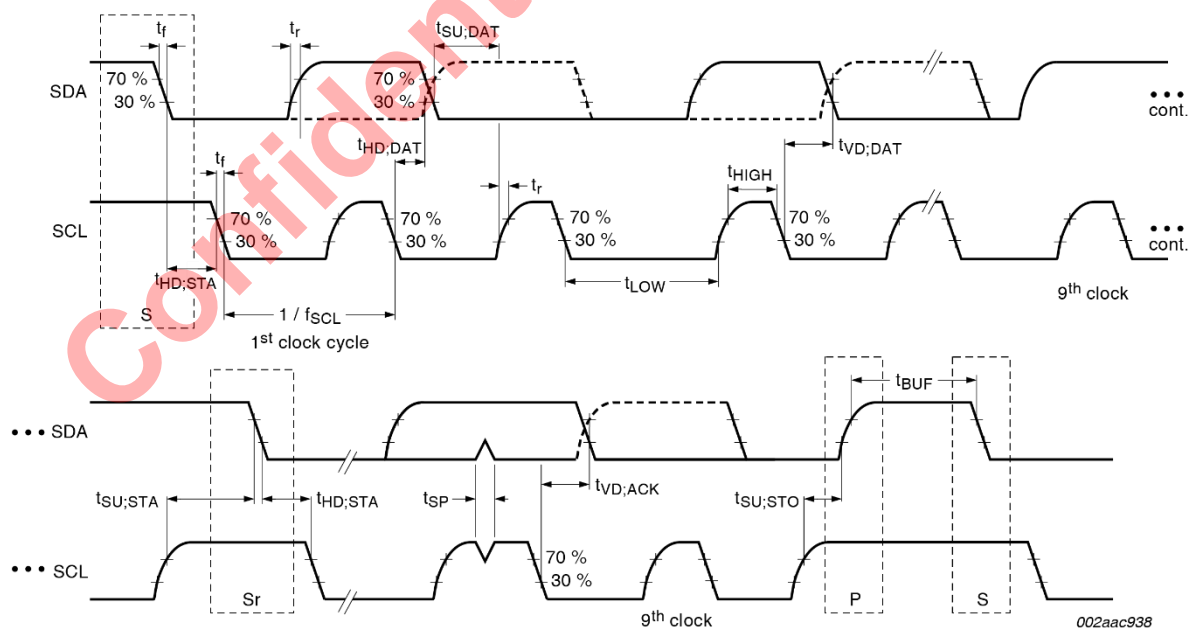 tf
tr
tSU;DAT
SDA
70 %
30 %
70 %
30 %
cont.
tHD;DAT
tVD;DAT
tf
tr
tHIGH
SCL
70 %
30 %
70 %
30 %
70 %
30 %
70 %
30 %
cont.
tHD;STA
tLOW
S
1 / fSCL
1st clock cycle
9th clock
tBUF
SDA
tSU;STA
tHD;STA
tSP
tVD;ACK
tSU;STO
SCL
70 %
30 %
Sr
P
S
9th clock
002aac938
Confident